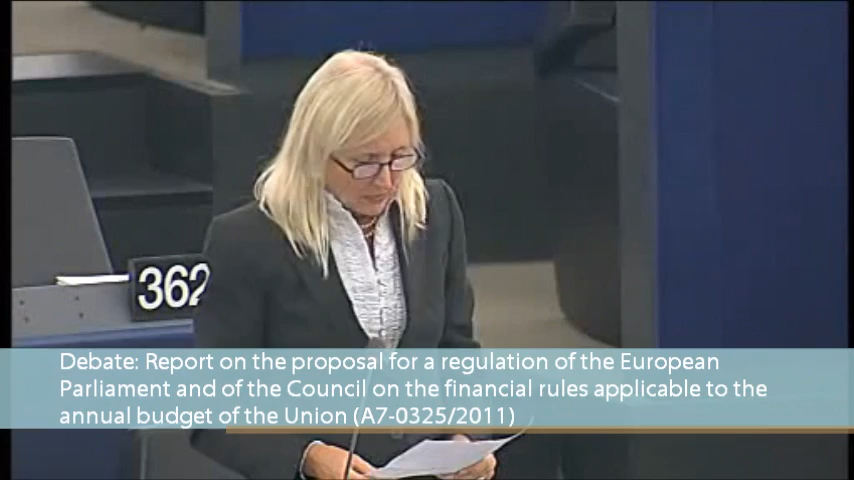 362
Debate: Report on the proposal for a regulation of the European
Parliament and of the Council on the financial rules applicable to the
annual budget of the Union (A7-0325/2011)